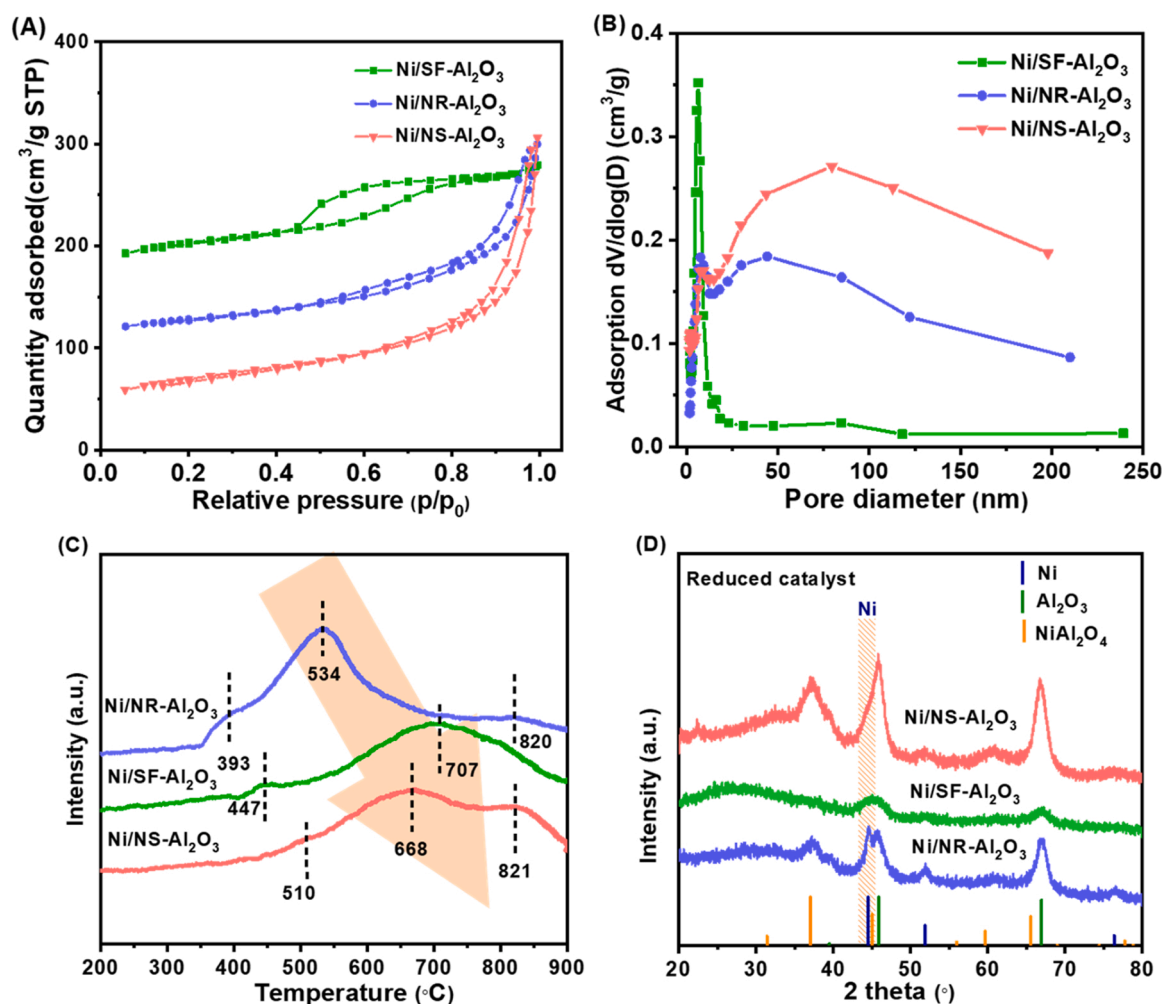 (A)
400
300
200
100
0
0.0 0.2 0.4 0.6 0.8 1.0
Quantity adsorbed(cm³/g STP)
Relative pressure (p/p₀)
Ni/SF-Al₂O₃
Ni/NR-Al₂O₃
Ni/NS-Al₂O₃
(B)
0.4
0.3
0.2
0.1
0.0
0 50 100 150 200 250
Adsorption dV/dlog(D) (cm³/g)
Pore diameter (nm)
Ni/SF-Al₂O₃
Ni/NR-Al₂O₃
Ni/NS-Al₂O₃
(C)
Intensity (a.u.)
Ni/NR-Al₂O₃
393
534
820
Ni/SF-Al₂O₃
447
707
Ni/NS-Al₂O₃
510
668
821
200 300 400 500 600 700 800 900
Temperature (◦C)
(D)
Reduced catalyst
Ni
Ni
Al₂O₃
NiAl₂O₄
Ni/NS-Al₂O₃
Ni/SF-Al₂O₃
Ni/NR-Al₂O₃
Intensity (a.u.)
20 30 40 50 60 70 80
2 theta (◦)